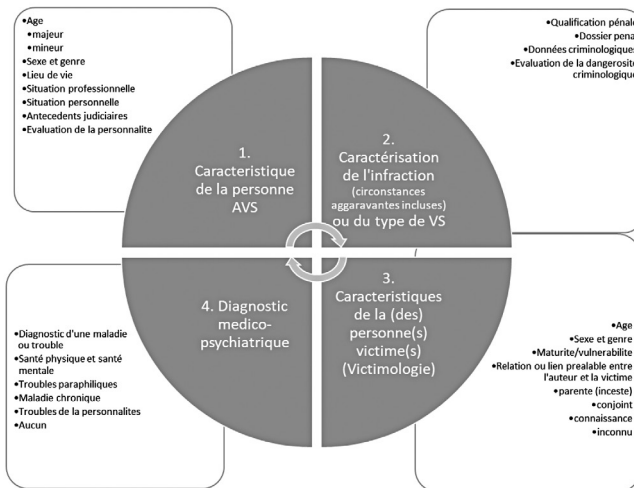 •Age
•majeur
•mineur
•Sexe et genre
•Lieu de vie
•Situation professionnelle
•Situation personnelle
•Antecedents judiciaires
•Evaluation de la personnalite
•Qualification pénale
•Dossier penal
•Données criminologiques
•Evaluation de la dangerosité
criminologique
1.
Caracteristique
de la personne
AVS
2.
Caractérisation
de l'infraction
(circonstances
aggaravantes incluses)
ou du type de VS
4. Diagnostic
medico-
psychiatrique
3.
Caracteristiques
de la (des)
personne(s)
victime(s)
(Victimologie)
•Diagnostic d'une maladie
ou trouble
•Santé physique et santé
mentale
•Troubles paraphiliques
•Maladie chronique
•Troubles de la personnalites
•Aucun
•Age
•Sexe et genre
•Maturite/vulnerabilite
•Relation ou lien prealable entre
l'auteur et la victime
•parente (inceste)
•conjoint
•connaissance
•inconnu